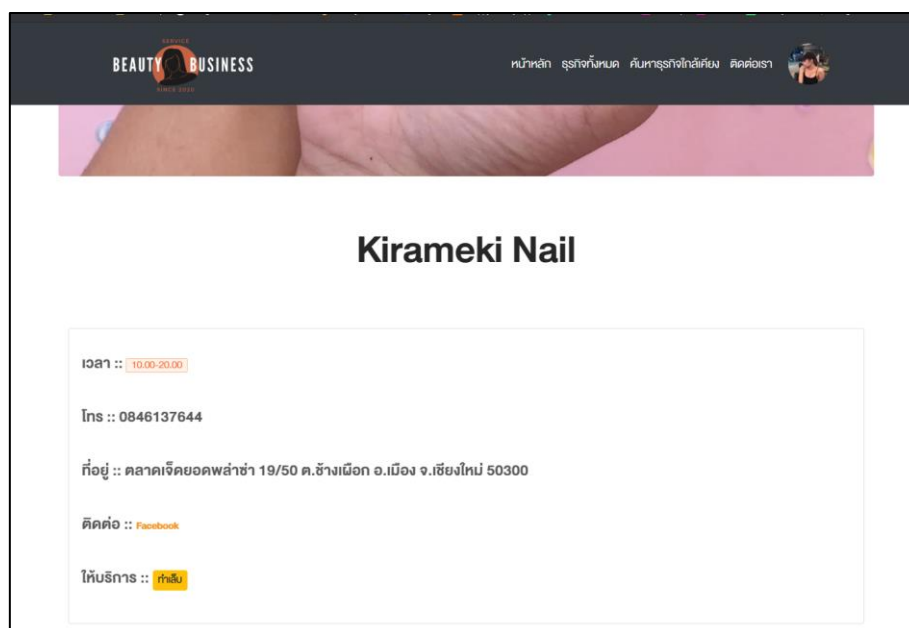 SERVICE
BEAUTY BUSINESS
SINCE 2020
หน้าหลัก ธุรกิจทั้งหมด ค้นหาธุรกิจใกล้เคียง ติดต่อเรา
Kirameki Nail
เวลา :: 10.00-20.00
โทร :: 0846137644
ที่อยู่ :: ตลาดเจ็ดยอดพล่าซ่า 19/50 ต.ช้างเผือก อ.เมือง จ.เชียงใหม่ 50300
ติดต่อ :: Facebook
ให้บริการ :: ทำเล็บ